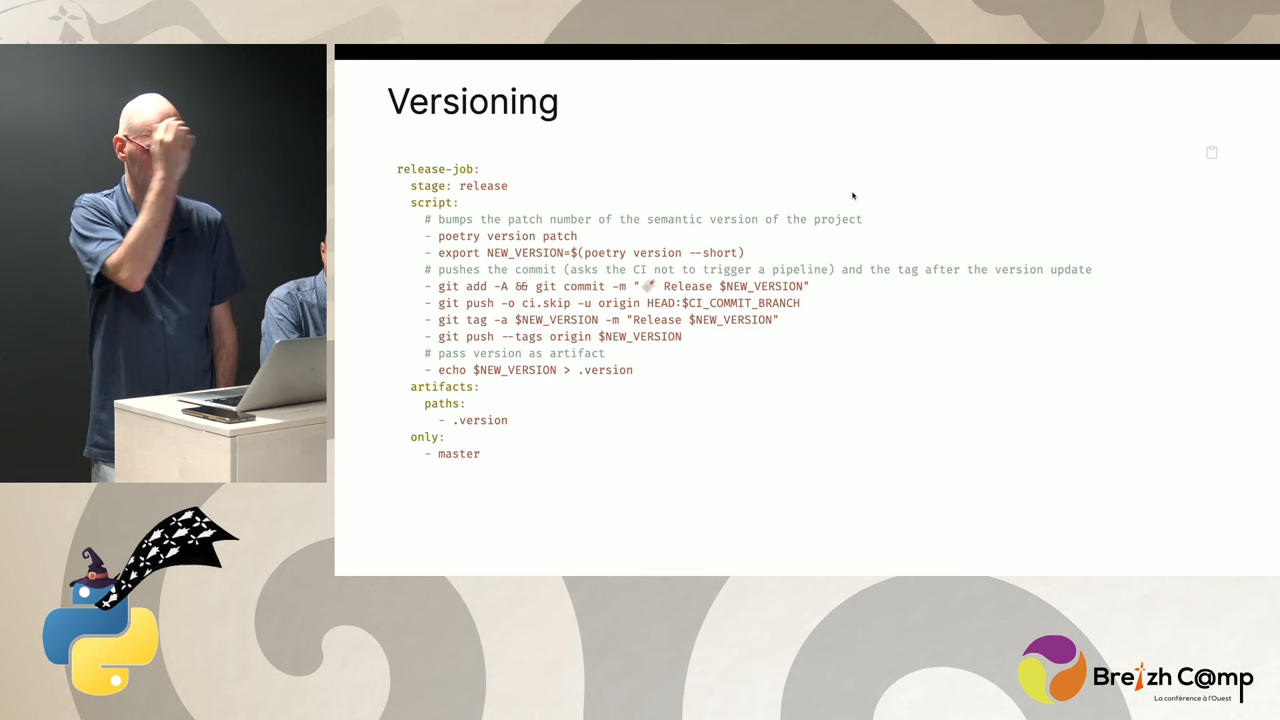 Versioning
release-job:
stage: release
script:
# bumps the patch number of the semantic version of the project
- poetry version patch
- export NEW_VERSION=$(poetry version --short)
# pushes the commit (asks the CI not to trigger a pipeline) and the tag after the version update
- git add -A && git commit -m "🔖 Release $NEW_VERSION"
- git push -o ci.skip -u origin HEAD:$CI_COMMIT_BRANCH
- git tag -a $NEW_VERSION -m "Release $NEW_VERSION"
- git push --tags origin $NEW_VERSION
# pass version as artifact
- echo $NEW_VERSION > .version
artifacts:
paths:
- .version
only:
- master
Breizh C@mp
La conférence à l'Ouest